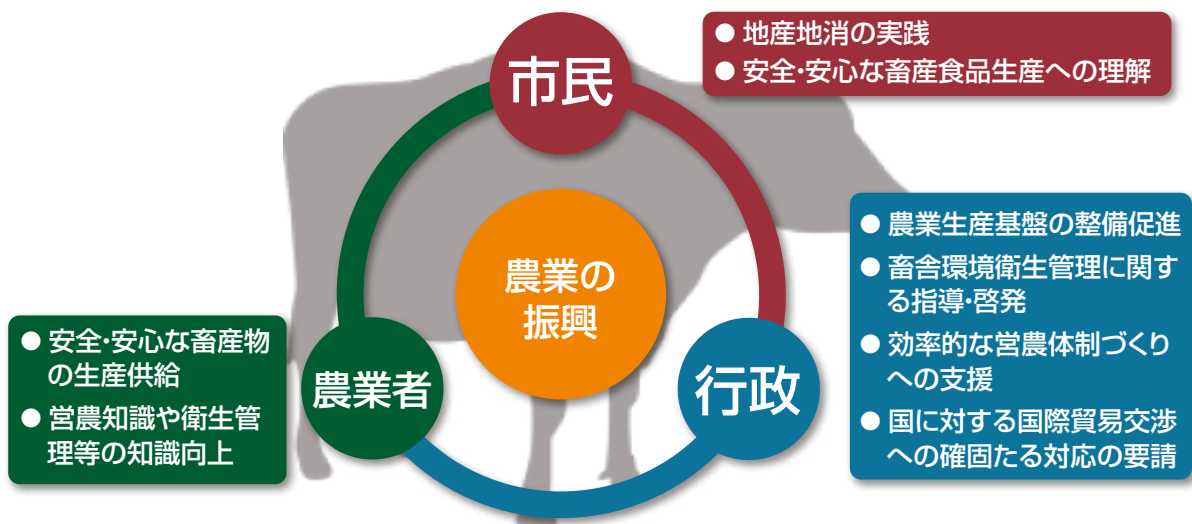 市民
● 地産地消の実践
● 安全・安心な畜産食品生産への理解
農業の
振興
農業者
● 安全・安心な畜産物
の生産供給
● 営農知識や衛生管
理等の知識向上
行政
● 農業生産基盤の整備促進
● 畜舎環境衛生管理に関す
る指導・啓発
● 効率的な営農体制づくり
への支援
● 国に対する国際貿易交渉
への確固たる対応の要請